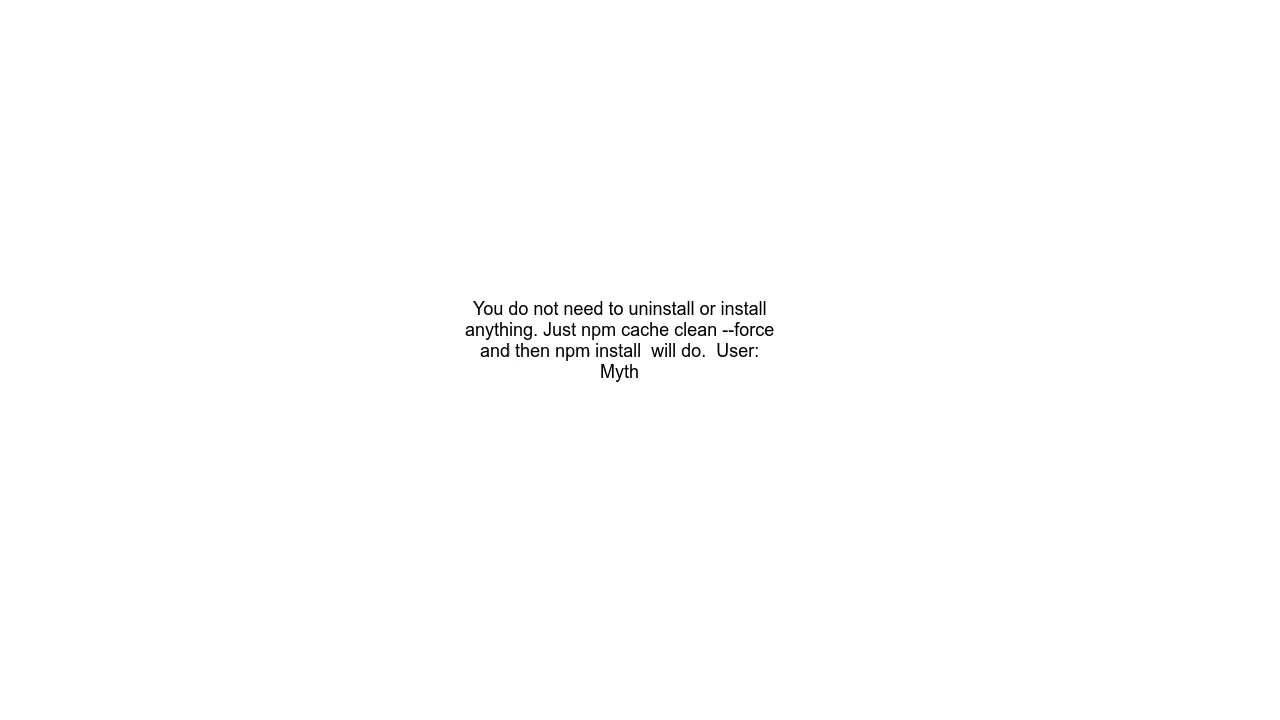 You do not need to uninstall or install
anything. Just npm cache clean --force
and then npm install  will do.  User:
Myth